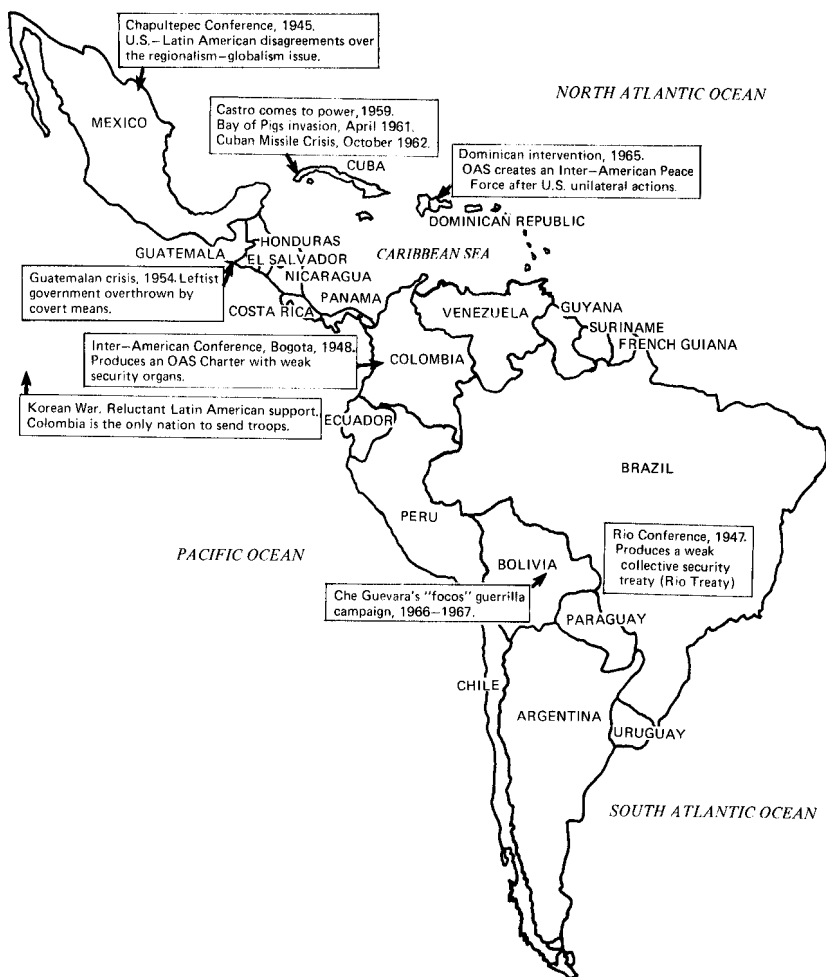 Chapultepec Conference, 1945.
U.S.–Latin American disagreements over
the regionalism–globalism issue.
NORTH ATLANTIC OCEAN
MEXICO
Castro comes to power, 1959.
Bay of Pigs invasion, April 1961.
Cuban Missile Crisis, October 1962.
CUBA
Dominican intervention, 1965.
OAS creates an Inter–American Peace
Force after U.S. unilateral actions.
DOMINICAN REPUBLIC
HONDURAS
GUATEMALA
EL SALVADOR
CARIBBEAN SEA
NICARAGUA
Guatemalan crisis, 1954. Leftist
government overthrown by
covert means.
PANAMA
COSTA RICA
VENEZUELA
GUYANA
SURINAME
FRENCH GUIANA
Inter–American Conference, Bogota, 1948.
Produces an OAS Charter with weak
security organs.
COLOMBIA
Korean War. Reluctant Latin American support.
Colombia is the only nation to send troops.
ECUADOR
BRAZIL
PERU
PACIFIC OCEAN
BOLIVIA
Rio Conference, 1947.
Produces a weak
collective security
treaty (Rio Treaty)
Che Guevara's "focos" guerrilla
campaign, 1966–1967.
PARAGUAY
CHILE
ARGENTINA
URUGUAY
SOUTH ATLANTIC OCEAN